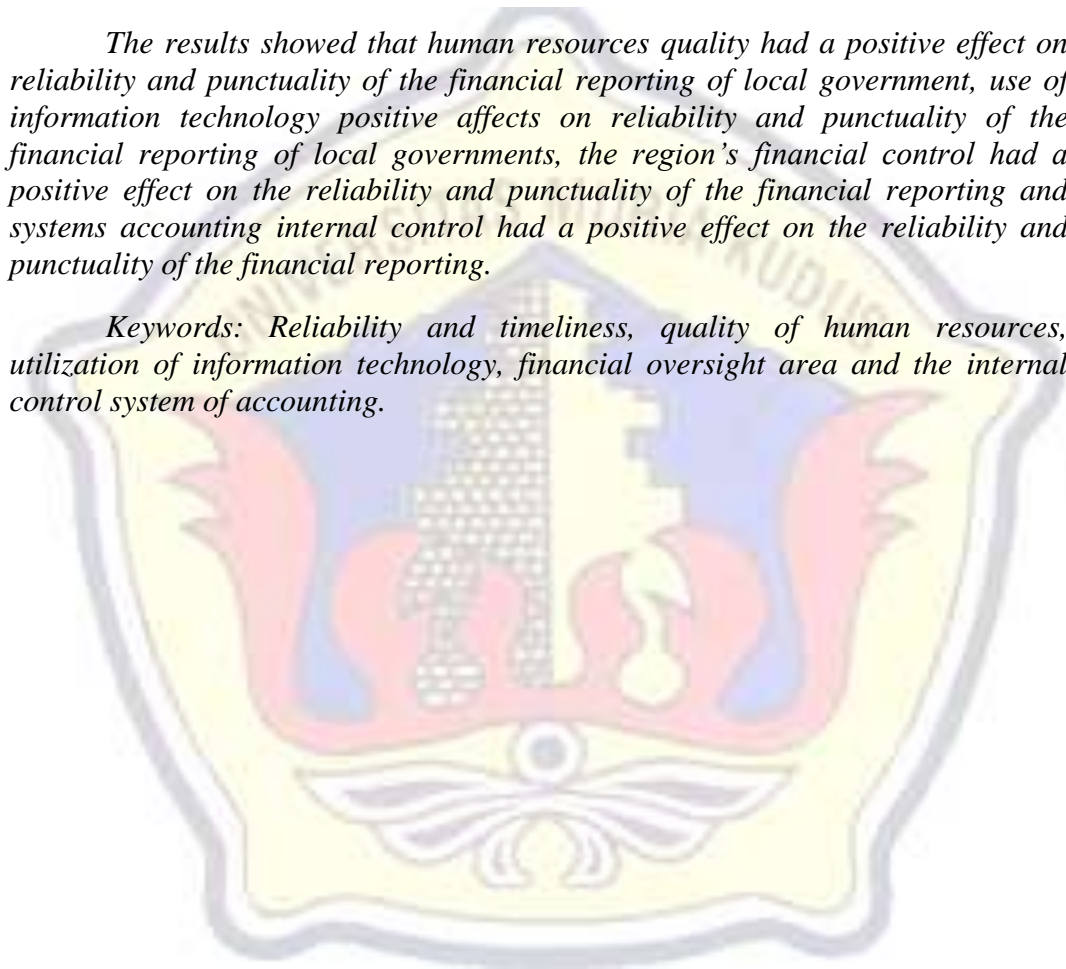 The results showed that human resources quality had a positive effect on
reliability and punctuality of the financial reporting of local government, use of
information technology positive affects on reliability and punctuality of the
financial reporting of local governments, the region’s financial control had a
positive effect on the reliability and punctuality of the financial reporting and
systems accounting internal control had a positive effect on the reliability and
punctuality of the financial reporting.
Keywords: Reliability and timeliness, quality of human resources,
utilization of information technology, financial oversight area and the internal
control system of accounting.
UNIVERSITAS MURIA KUDUS